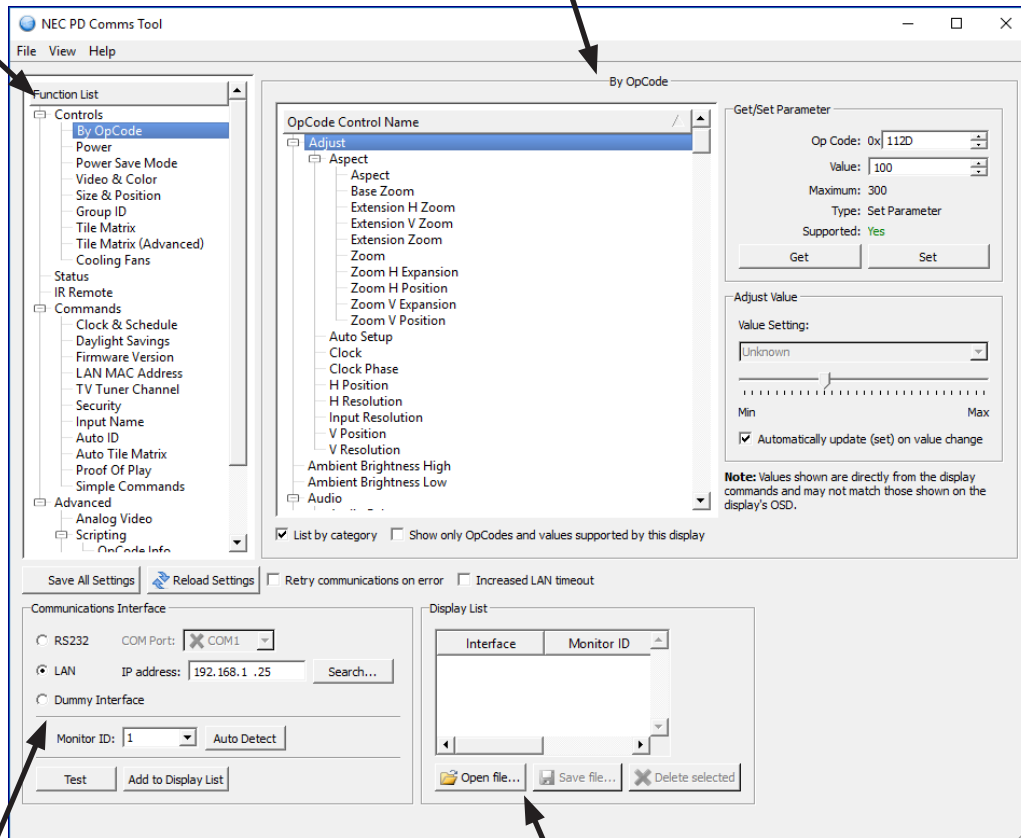 NEC PD Comms Tool
File View Help
Function List
Controls
By OpCode
Power
Power Save Mode
Video & Color
Size & Position
Group ID
Tile Matrix
Tile Matrix (Advanced)
Cooling Fans
Status
IR Remote
Commands
Clock & Schedule
Daylight Savings
Firmware Version
LAN MAC Address
TV Tuner Channel
Security
Input Name
Auto ID
Auto Tile Matrix
Proof Of Play
Simple Commands
Advanced
Analog Video
Scripting
OpCode Info
By OpCode
OpCode Control Name
Adjust
Aspect
Aspect
Base Zoom
Extension H Zoom
Extension V Zoom
Extension Zoom
Zoom
Zoom H Expansion
Zoom H Position
Zoom V Expansion
Zoom V Position
Auto Setup
Clock
Clock Phase
H Position
H Resolution
Input Resolution
V Position
V Resolution
Ambient Brightness High
Ambient Brightness Low
Audio
List by category Show only OpCodes and values supported by this display
Get/Set Parameter
Op Code: 0x 112D
Value: 100
Maximum: 300
Type: Set Parameter
Supported: Yes
Get Set
Adjust Value
Value Setting:
Unknown
Min Max
Automatically update (set) on value change
Note: Values shown are directly from the display
commands and may not match those shown on the
display's OSD.
Save All Settings Reload Settings Retry communications on error Increased LAN timeout
Communications Interface
RS232 COM Port: COM1
LAN IP address: 192.168.1 .25 Search...
Dummy Interface
Monitor ID: 1 Auto Detect
Test Add to Display List
Display List
Interface Monitor ID
Open file... Save file... Delete selected